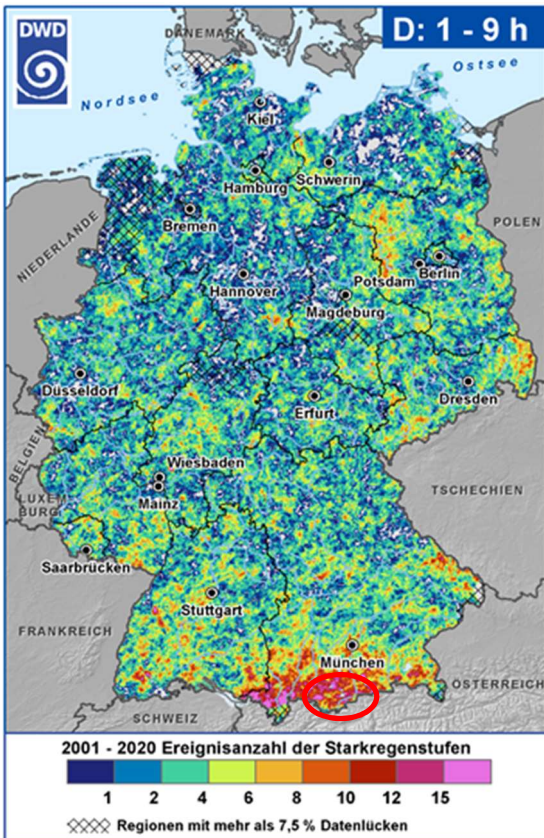 DWD
D: 1 - 9 h
DÄNEMARK
Ostsee
Nordsee
Kiel
Hamburg
Schwerin
Bremen
NIEDERLANDE
POLEN
Berlin
Potsdam
Hannover
Magdeburg
Düsseldorf
Erfurt
Dresden
BELGIEN
Wiesbaden
Mainz
LUXEM
BURG
TSCHECHIEN
Saarbrücken
Stuttgart
FRANKREICH
München
ÖSTERREICH
SCHWEIZ
2001 - 2020 Ereignisanzahl der Starkregenstufen
1 2 4 6 8 10 12 15
Regionen mit mehr als 7,5 % Datenlücken